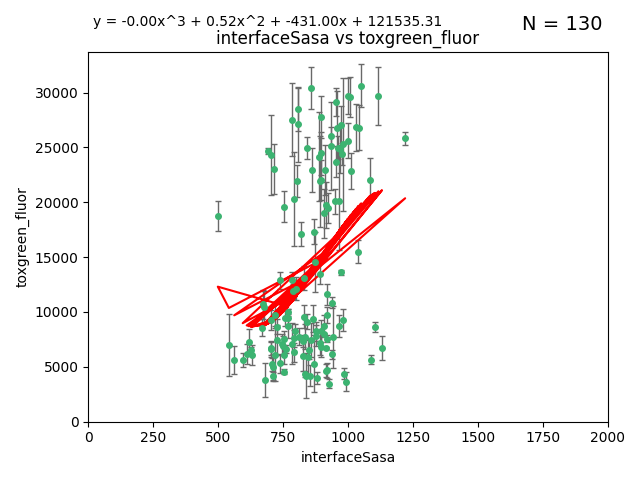 y = -0.00x^3 + 0.52x^2 + -431.00x + 121535.31
N = 130
interfaceSasa vs toxgreen_fluor
30000
25000
20000
15000
10000
5000
0
toxgreen_fluor
0 250 500 750 1000 1250 1500 1750 2000
interfaceSasa